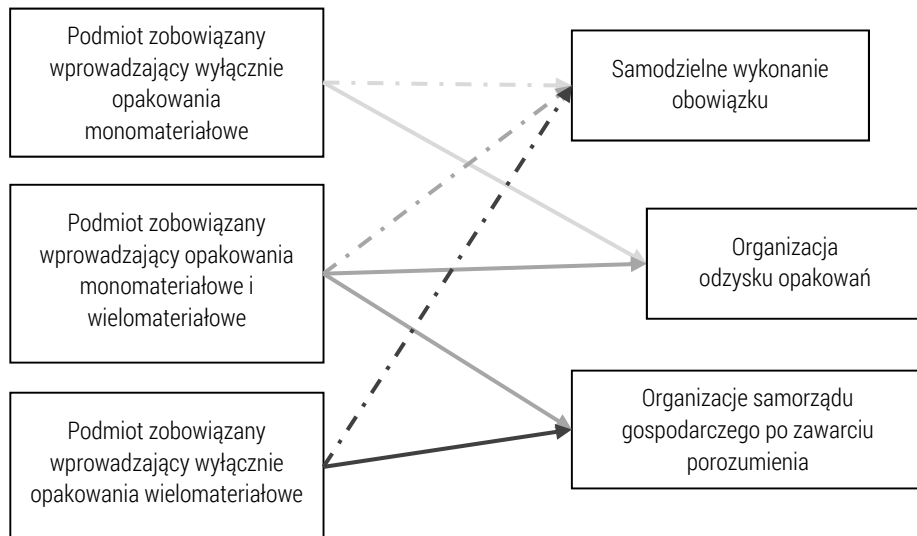 Podmiot zobowiązany
wprowadzający wyłącznie
opakowania
monomateriałowe
Samodzielne wykonanie
obowiązku
Podmiot zobowiązany
wprowadzający opakowania
monomateriałowe i
wielomateriałowe
Organizacja
odzysku opakowań
Podmiot zobowiązany
wprowadzający wyłącznie
opakowania wielomateriałowe
Organizacje samorządu
gospodarczego po zawarciu
porozumienia